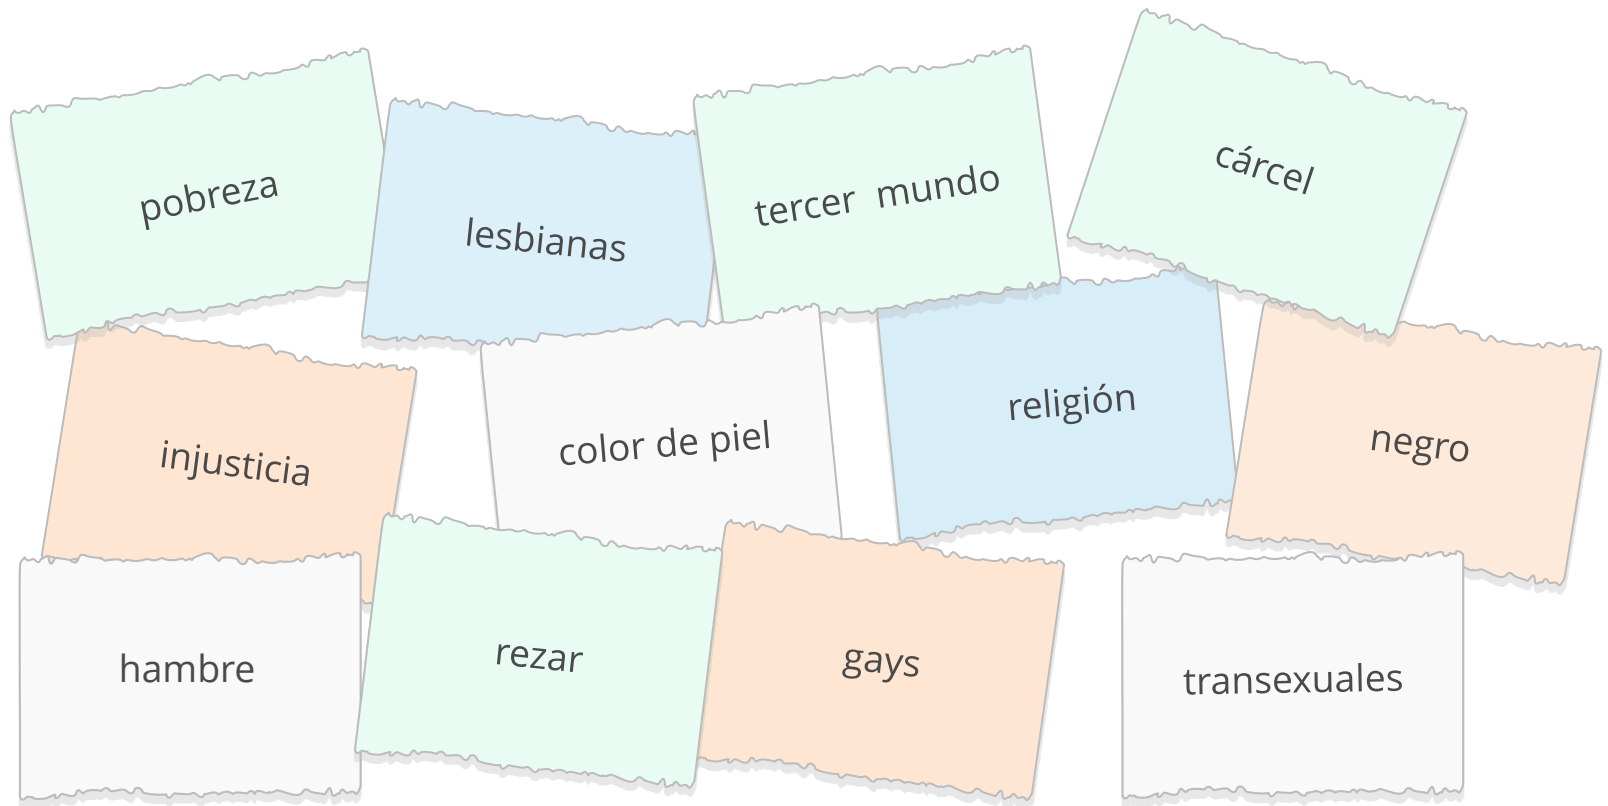 pobreza
lesbianas
tercer mundo
cárcel
injusticia
color de piel
religión
negro
hambre
rezar
gays
transexuales